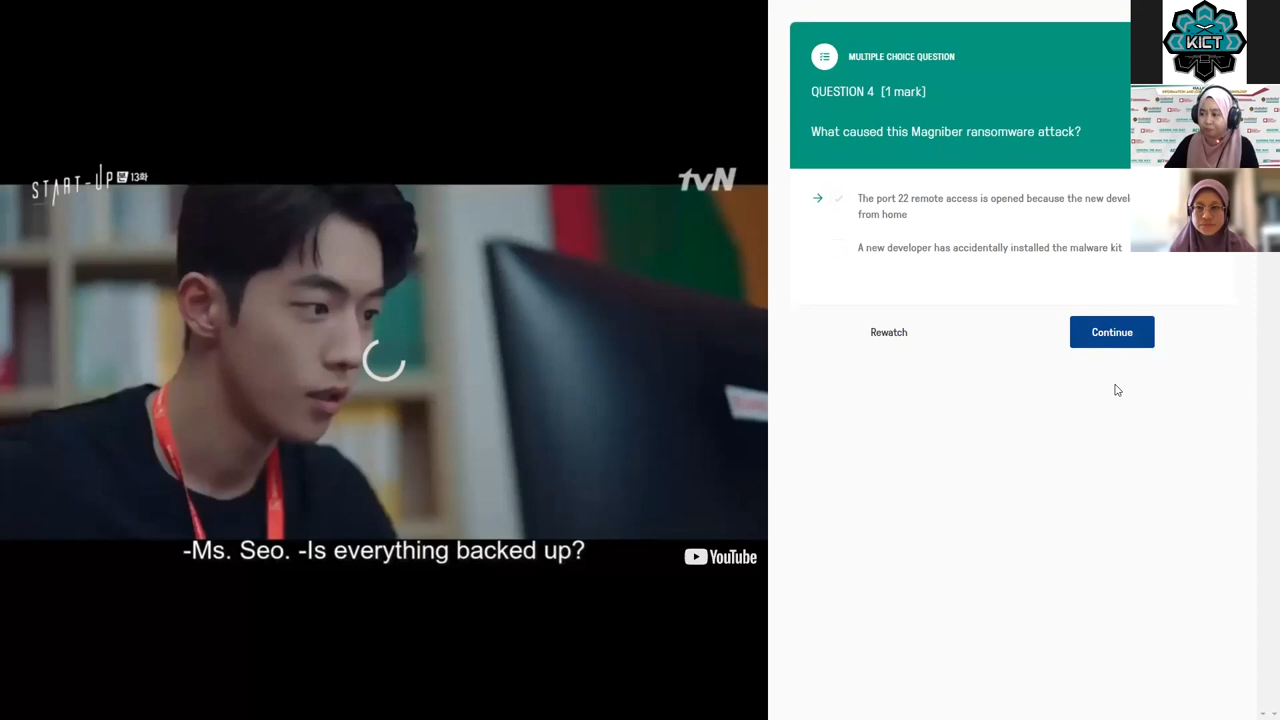 START-UP 13화
tvN
-Ms. Seo. -Is everything backed up?
YouTube
MULTIPLE CHOICE QUESTION
QUESTION 4 [1 mark]
What caused this Magniber ransomware attack?
The port 22 remote access is opened because the new devel
from home
A new developer has accidentally installed the malware kit
Rewatch
Continue
KICT